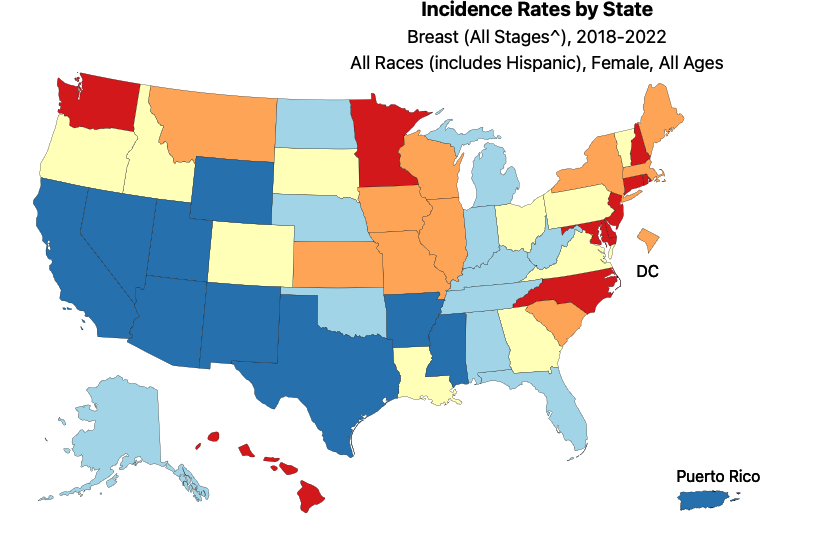 Incidence Rates by State
Breast (All Stages^), 2018-2022
All Races (includes Hispanic), Female, All Ages
DC
Puerto Rico